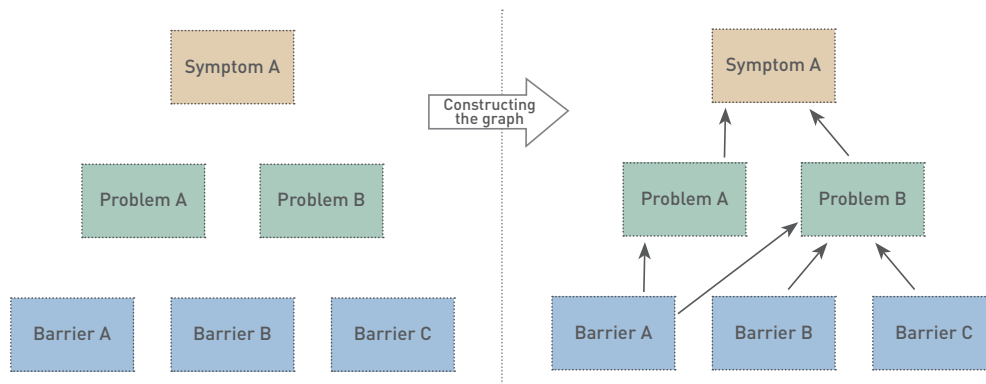 Symptom A
Problem A
Problem B
Barrier A
Barrier B
Barrier C
Constructing
the graph
Symptom A
Problem A
Problem B
Barrier A
Barrier B
Barrier C